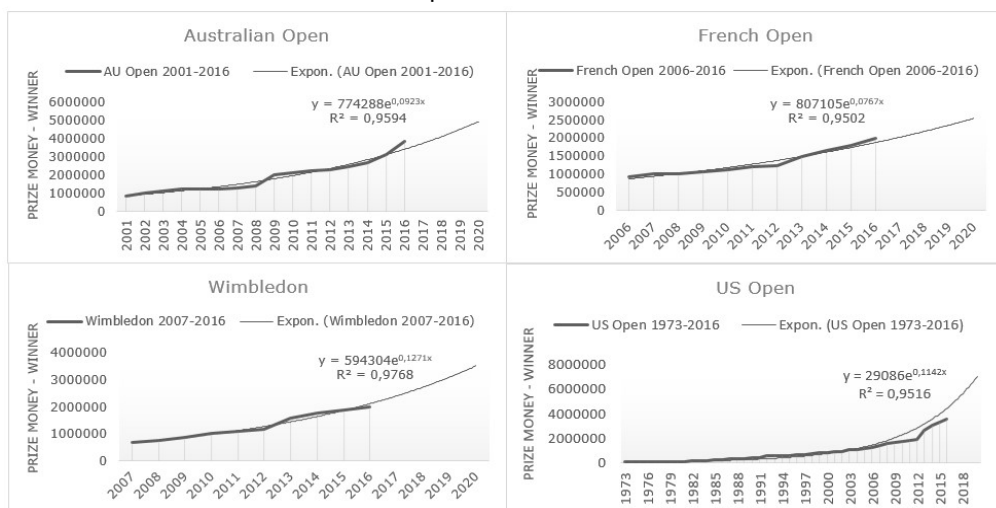 Australian Open
AU Open 2001-2016 Expon. (AU Open 2001-2016)
y = 774288e^0,0923x
R² = 0,9594
PRIZE MONEY - WINNER
6000000
5000000
4000000
3000000
2000000
1000000
0
2001 2002 2003 2004 2005 2006 2007 2008 2009 2010 2011 2012 2013 2014 2015 2016 2017 2018 2019 2020
French Open
French Open 2006-2016 Expon. (French Open 2006-2016)
y = 807105e^0,0767x
R² = 0,9502
PRIZE MONEY - WINNER
3000000
2500000
2000000
1500000
1000000
500000
0
2006 2007 2008 2009 2010 2011 2012 2013 2014 2015 2016 2017 2018 2019 2020
Wimbledon
Wimbledon 2007-2016 Expon. (Wimbledon 2007-2016)
y = 594304e^0,1271x
R² = 0,9768
PRIZE MONEY - WINNER
4000000
3000000
2000000
1000000
0
2007 2008 2009 2010 2011 2012 2013 2014 2015 2016 2017 2018 2019 2020
US Open
US Open 1973-2016 Expon. (US Open 1973-2016)
y = 29086e^0,1142x
R² = 0,9516
PRIZE MONEY - WINNER
8000000
6000000
4000000
2000000
0
1973 1976 1979 1982 1985 1988 1991 1994 1997 2000 2003 2006 2009 2012 2015 2018